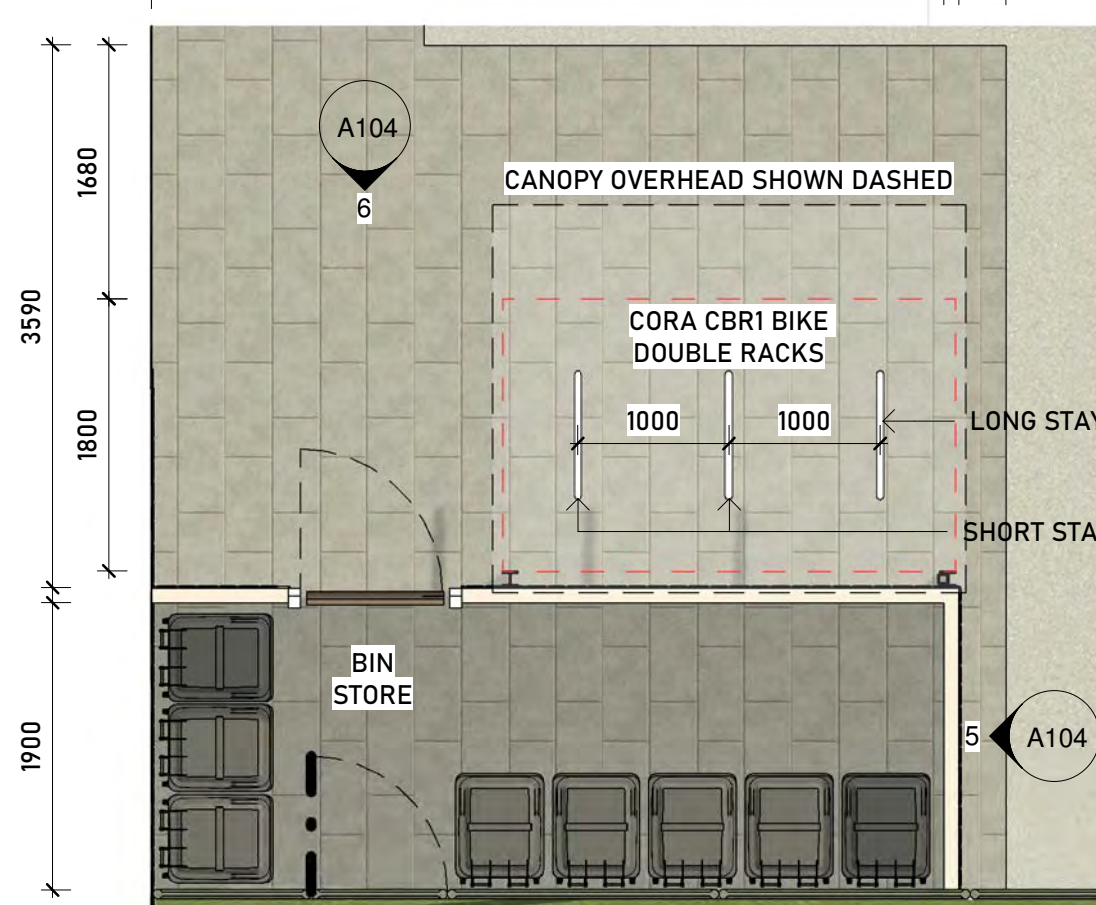 A104
6
CANOPY OVERHEAD SHOWN DASHED
CORA CBR1 BIKE
DOUBLE RACKS
1000
1000
LONG STAY
SHORT STA
1680
3590
1800
1900
BIN
STORE
5
A104